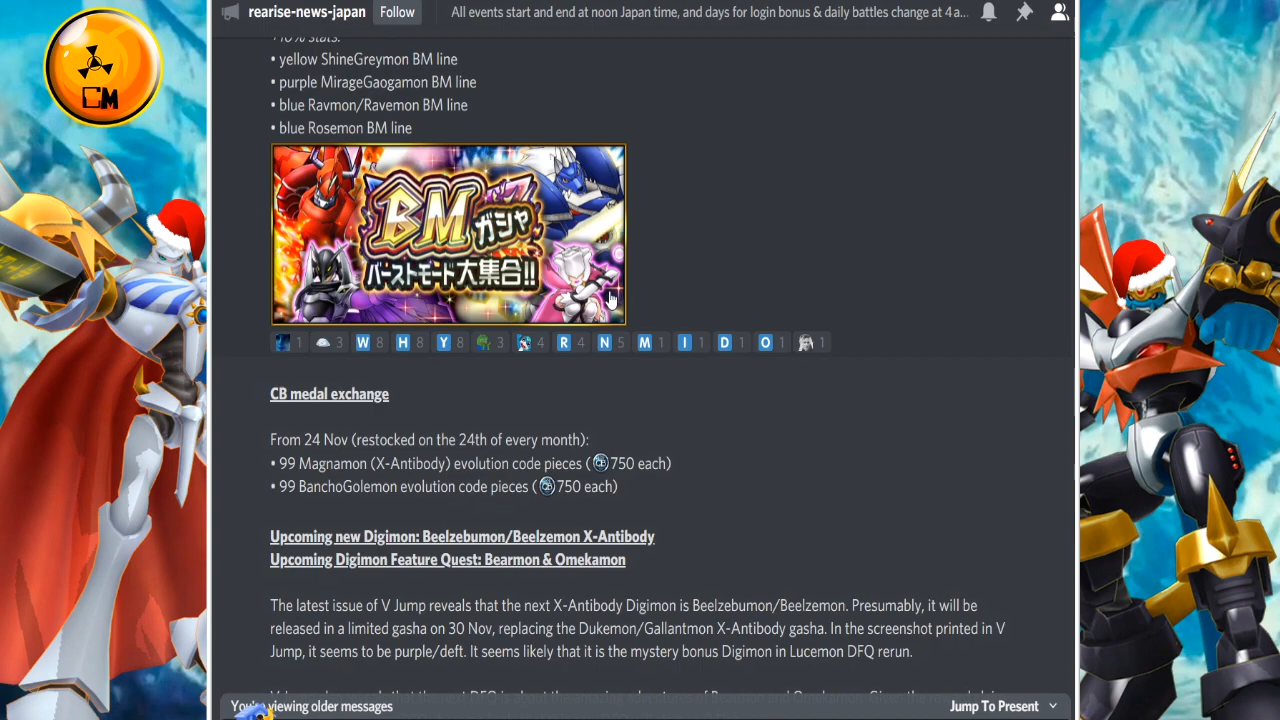 rearise-news-japan Follow All events start and end at noon Japan time, and days for login bonus & daily battles change at 4 a...
CM
+10% stats.
• yellow ShineGreymon BM line
• purple MirageGaogamon BM line
• blue Ravmon/Ravemon BM line
• blue Rosemon BM line
BMガシャ
バーストモード大集合!!
1 3 W 8 H 8 Y 8 3 4 R 4 N 5 M 1 I 1 D 1 O 1 1
CB medal exchange
From 24 Nov (restocked on the 24th of every month):
• 99 Magnamon (X-Antibody) evolution code pieces ( 750 each)
• 99 BanchoGolemon evolution code pieces ( 750 each)
Upcoming new Digimon: Beelzebumon/Beelzemon X-Antibody
Upcoming Digimon Feature Quest: Bearmon & Omekamon
The latest issue of V Jump reveals that the next X-Antibody Digimon is Beelzebumon/Beelzemon. Presumably, it will be
released in a limited gasha on 30 Nov, replacing the Dukemon/Gallantmon X-Antibody gasha. In the screenshot printed in V
Jump, it seems to be purple/deft. It seems likely that it is the mystery bonus Digimon in Lucemon DFQ rerun.
You're viewing older messages Jump To Present